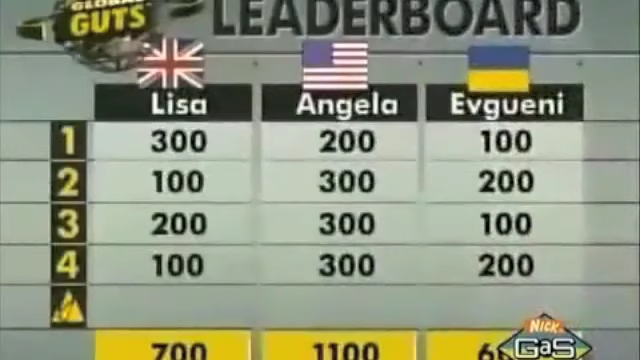 GLOBAL
GUTS
LEADERBOARD
Lisa Angela Evgueni
1 300 200 100
2 100 300 200
3 200 300 100
4 100 300 200
700 1100
NICK
GaS